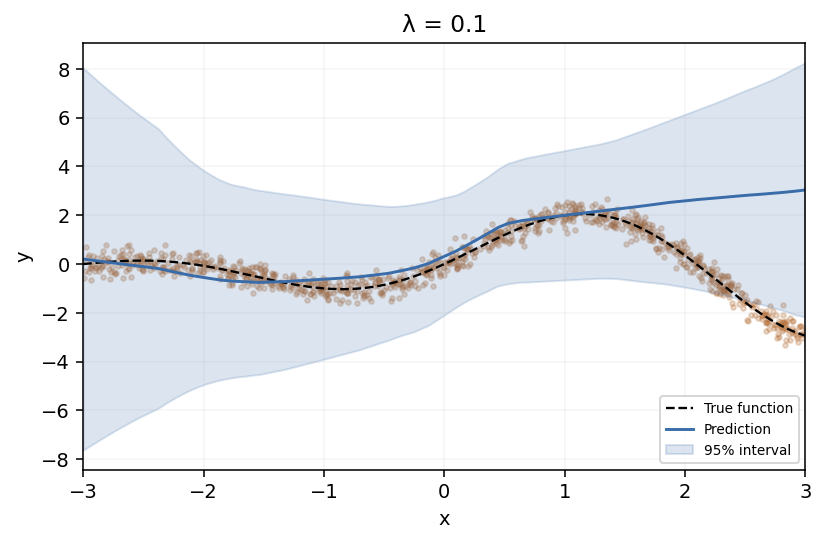 λ = 0.1
y
8
6
4
2
0
−2
−4
−6
−8
−3
−2
−1
0
1
2
3
x
True function
Prediction
95% interval